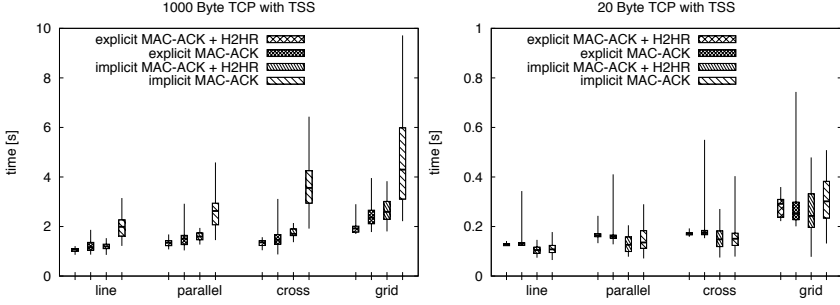 1000 Byte TCP with TSS
time [s]
10
8
6
4
2
0
explicit MAC-ACK + H2HR
explicit MAC-ACK
implicit MAC-ACK + H2HR
implicit MAC-ACK
line parallel cross grid
20 Byte TCP with TSS
time [s]
1
0.8
0.6
0.4
0.2
0
explicit MAC-ACK + H2HR
explicit MAC-ACK
implicit MAC-ACK + H2HR
implicit MAC-ACK
line parallel cross grid